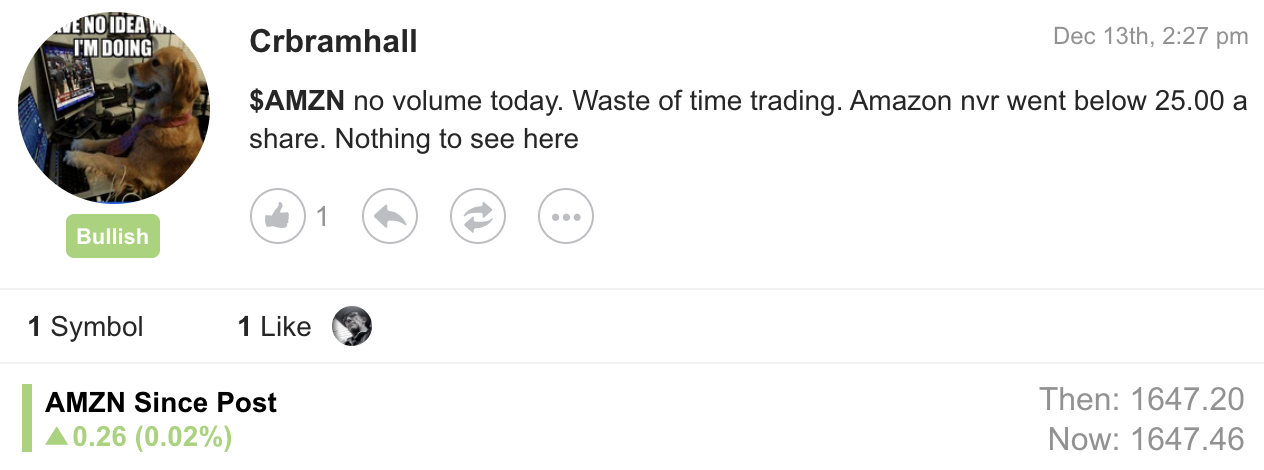 VE NO IDEA W
I'M DOING
Crbramhall
Dec 13th, 2:27 pm
$AMZN no volume today. Waste of time trading. Amazon nvr went below 25.00 a
share. Nothing to see here
1
Bullish
1 Symbol
1 Like
AMZN Since Post
0.26 (0.02%)
Then: 1647.20
Now: 1647.46